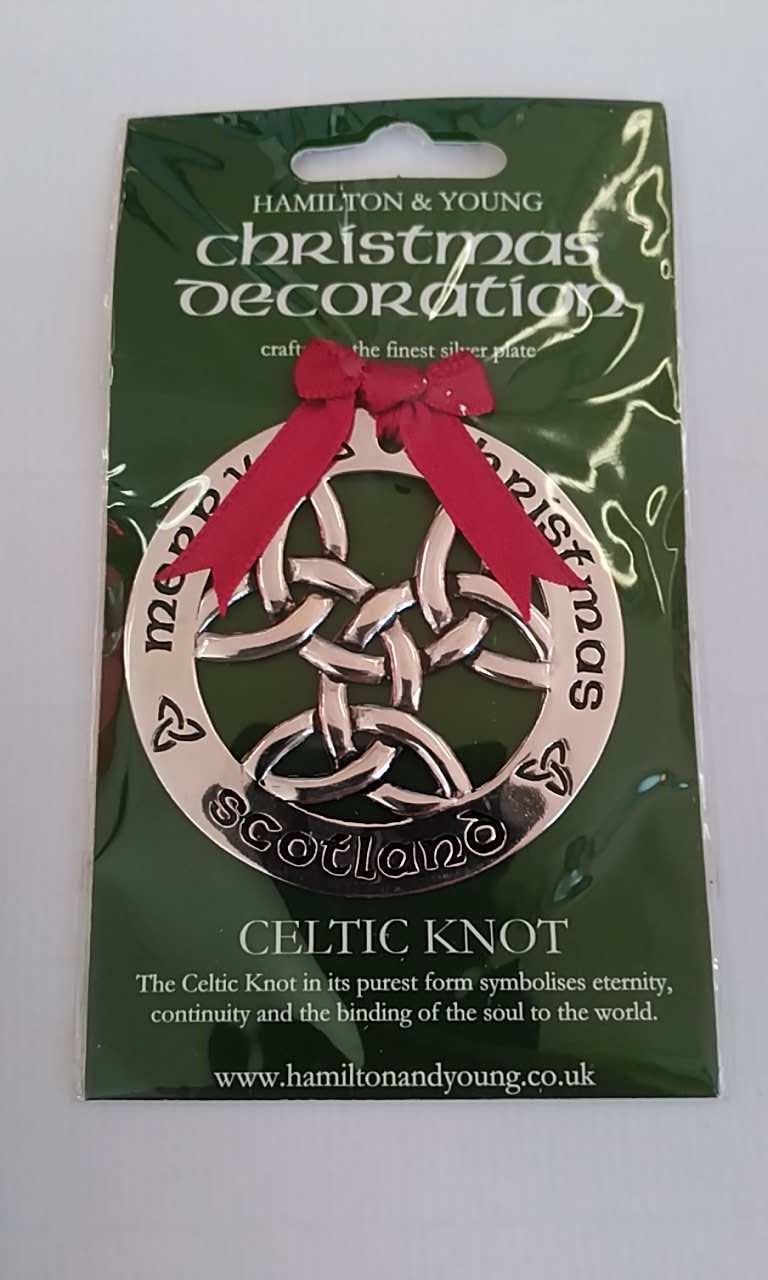 HAMILTON & YOUNG
christmas
decoration
the finest silver plate
merry christmas
scotland
CELTIC KNOT
The Celtic Knot in its purest form symbolises eternity,
continuity and the binding of the soul to the world.
www.hamiltonandyoung.co.uk